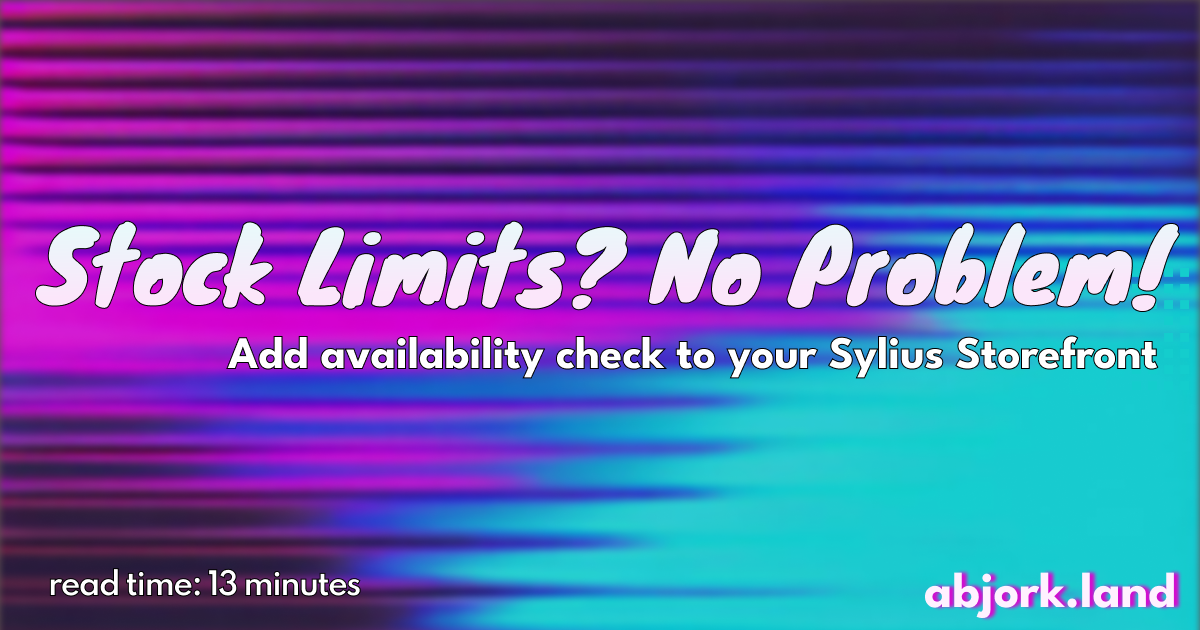 Stock Limits? No Problem!
Add availability check to your Sylius Storefront
read time: 13 minutes
abjork.land